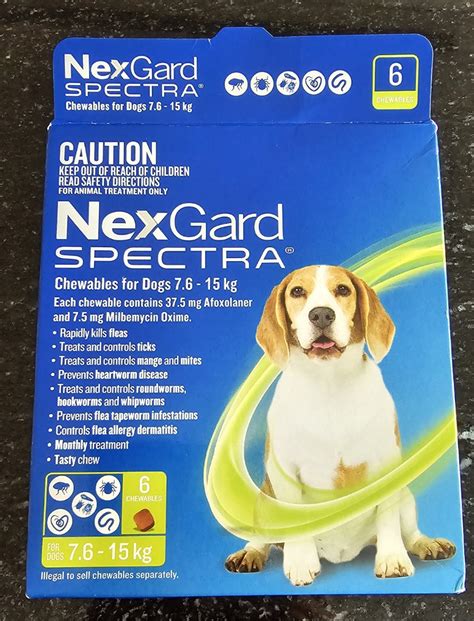 NexGard
SPECTRA®
Chewables for Dogs 7.6 - 15 kg
6
CHEWABLES
CAUTION
KEEP OUT OF REACH OF CHILDREN
READ SAFETY DIRECTIONS
FOR ANIMAL TREATMENT ONLY
NexGard
SPECTRA®
Chewables for Dogs 7.6 - 15 kg
Each chewable contains 37.5 mg Afoxolaner
and 7.5 mg Milbemycin Oxime.
• Rapidly kills fleas
• Treats and controls ticks
• Treats and controls mange and mites
• Prevents heartworm disease
• Treats and controls roundworms,
hookworms and whipworms
• Prevents flea tapeworm infestations
• Controls flea allergy dermatitis
• Monthly treatment
• Tasty chew
6
CHEWABLES
FOR DOGS 7.6 - 15 kg
Illegal to sell chewables separately.